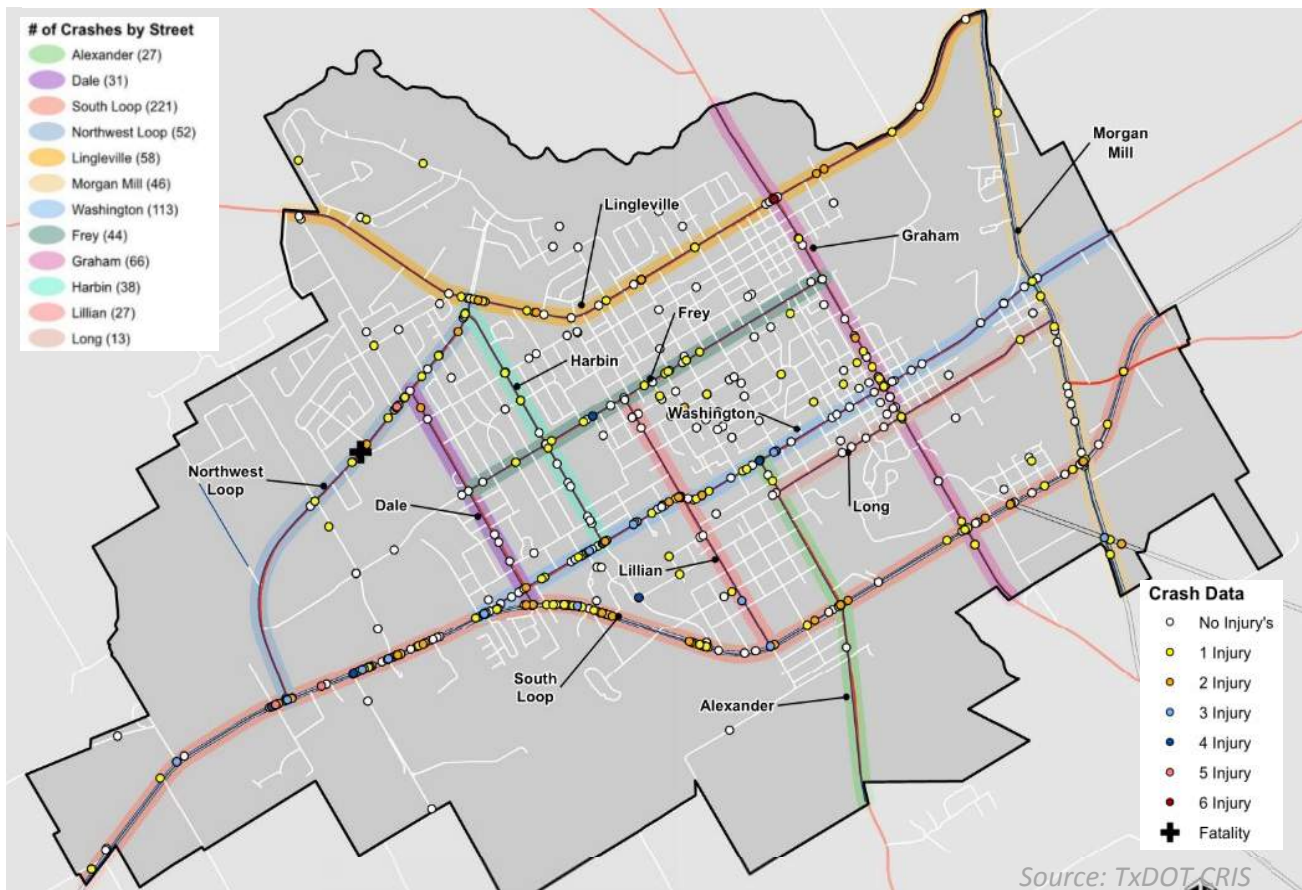 # of Crashes by Street
Alexander (27)
Dale (31)
South Loop (221)
Northwest Loop (52)
Lingleville (58)
Morgan Mill (46)
Washington (113)
Frey (44)
Graham (66)
Harbin (38)
Lillian (27)
Long (13)
Morgan
Mill
Lingleville
Graham
Frey
Harbin
Washington
Northwest
Loop
Dale
Long
Lillian
South
Loop
Alexander
Crash Data
No Injury's
1 Injury
2 Injury
3 Injury
4 Injury
5 Injury
6 Injury
Fatality
Source: TxDOT CRIS